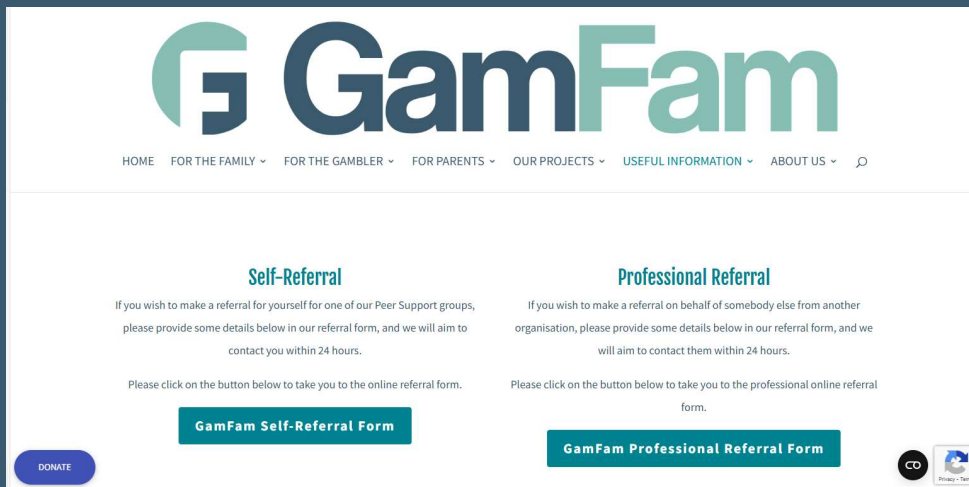 GamFam
HOME FOR THE FAMILY FOR THE GAMBLER FOR PARENTS OUR PROJECTS USEFUL INFORMATION ABOUT US
Self-Referral
If you wish to make a referral for yourself for one of our Peer Support groups,
please provide some details below in our referral form, and we will aim to
contact you within 24 hours.
Please click on the button below to take you to the online referral form.
GamFam Self-Referral Form
Professional Referral
If you wish to make a referral on behalf of somebody else from another
organisation, please provide some details below in our referral form, and we
will aim to contact them within 24 hours.
Please click on the button below to take you to the professional online referral
form.
GamFam Professional Referral Form
DONATE
Privacy